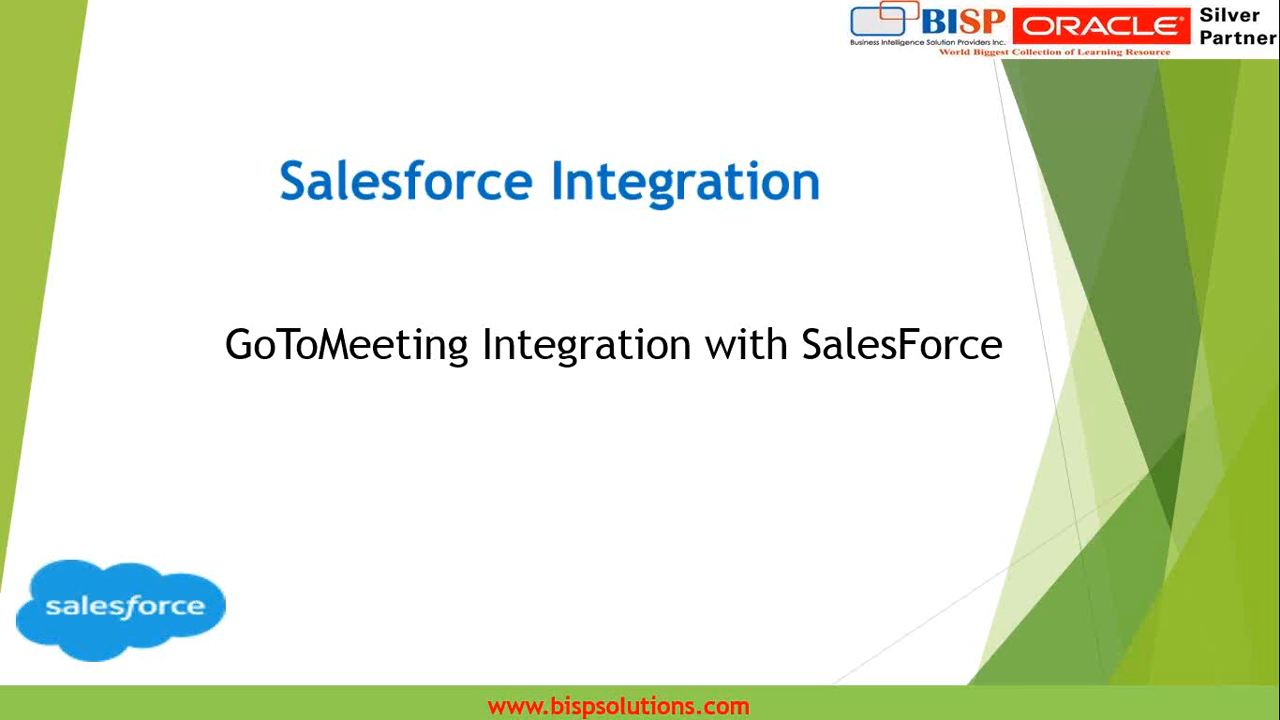 BISP
Business Intelligence Solution Providers Inc.
ORACLE®
Silver
Partner
World Biggest Collection of Learning Resource
Salesforce Integration
GoToMeeting Integration with SalesForce
salesforce
www.bispsolutions.com